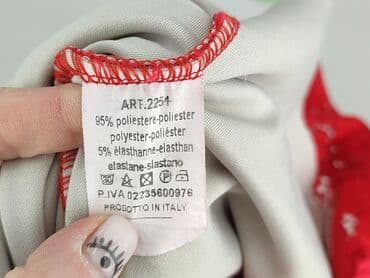 ART.2254
95% poliestere-poliester
polyester-poliéster
5% élasthanne-elasthan
elastane-elastano
P.IVA 02235600976
PRODOTTO IN ITALY